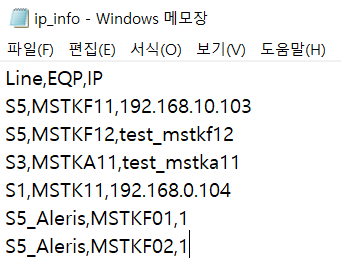 ip_info - Windows 메모장
파일(F) 편집(E) 서식(O) 보기(V) 도움말(H)
Line,EQP,IP
S5,MSTKF11,192.168.10.103
S5,MSTKF12,test_mstkf12
S3,MSTKA11,test_mstka11
S1,MSTK11,192.168.0.104
S5_Aleris,MSTKF01,1
S5_Aleris,MSTKF02,1